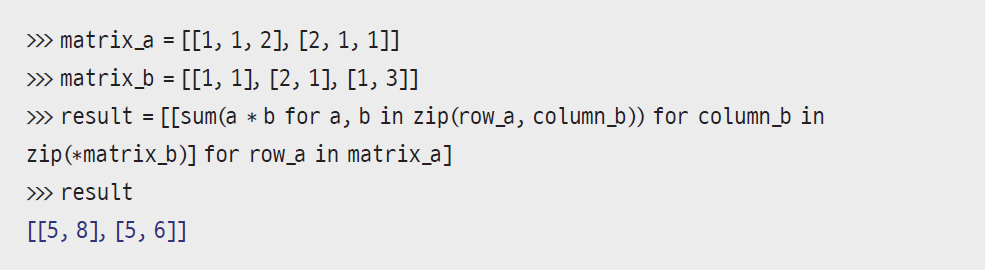 >>> matrix_a = [[1, 1, 2], [2, 1, 1]]
>>> matrix_b = [[1, 1], [2, 1], [1, 3]]
>>> result = [[sum(a * b for a, b in zip(row_a, column_b)) for column_b in
zip(*matrix_b)] for row_a in matrix_a]
>>> result
[[5, 8], [5, 6]]